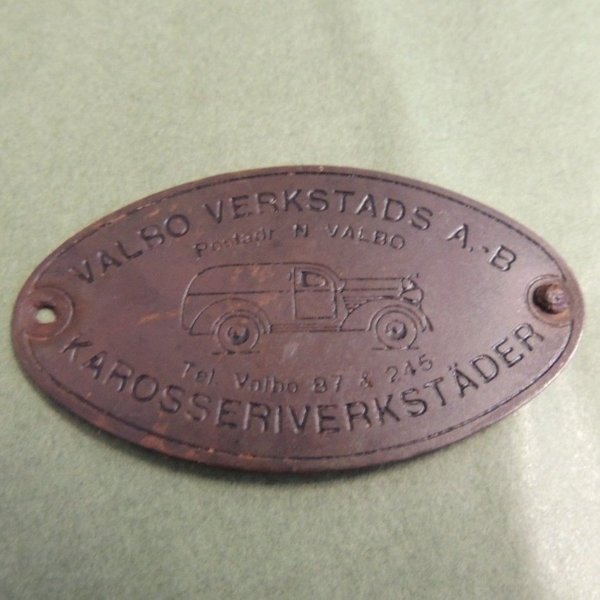 VALBO VERKSTADS A.-B
Postadr. N VALBO
Tel. Valbo 87 & 245
KAROSSERIVERKSTÄDER